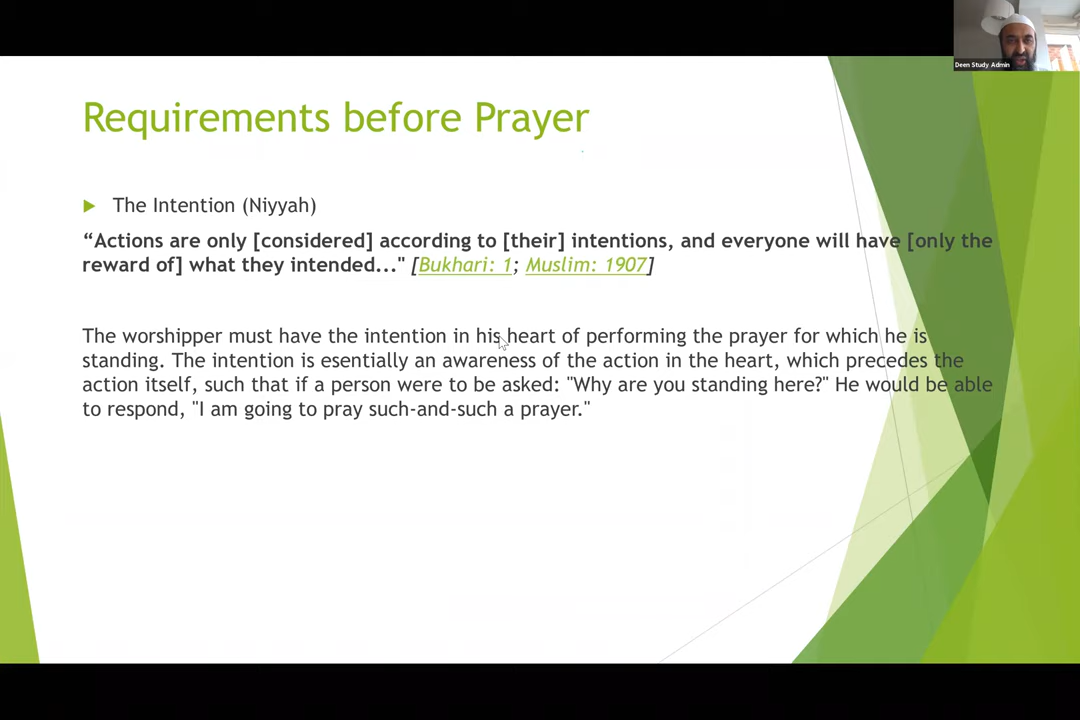 Deen Study Admin
Requirements before Prayer
The Intention (Niyyah)
“Actions are only [considered] according to [their] intentions, and everyone will have [only the
reward of] what they intended..." [Bukhari: 1; Muslim: 1907]
The worshipper must have the intention in his heart of performing the prayer for which he is
standing. The intention is esentially an awareness of the action in the heart, which precedes the
action itself, such that if a person were to be asked: "Why are you standing here?" He would be able
to respond, "I am going to pray such-and-such a prayer."